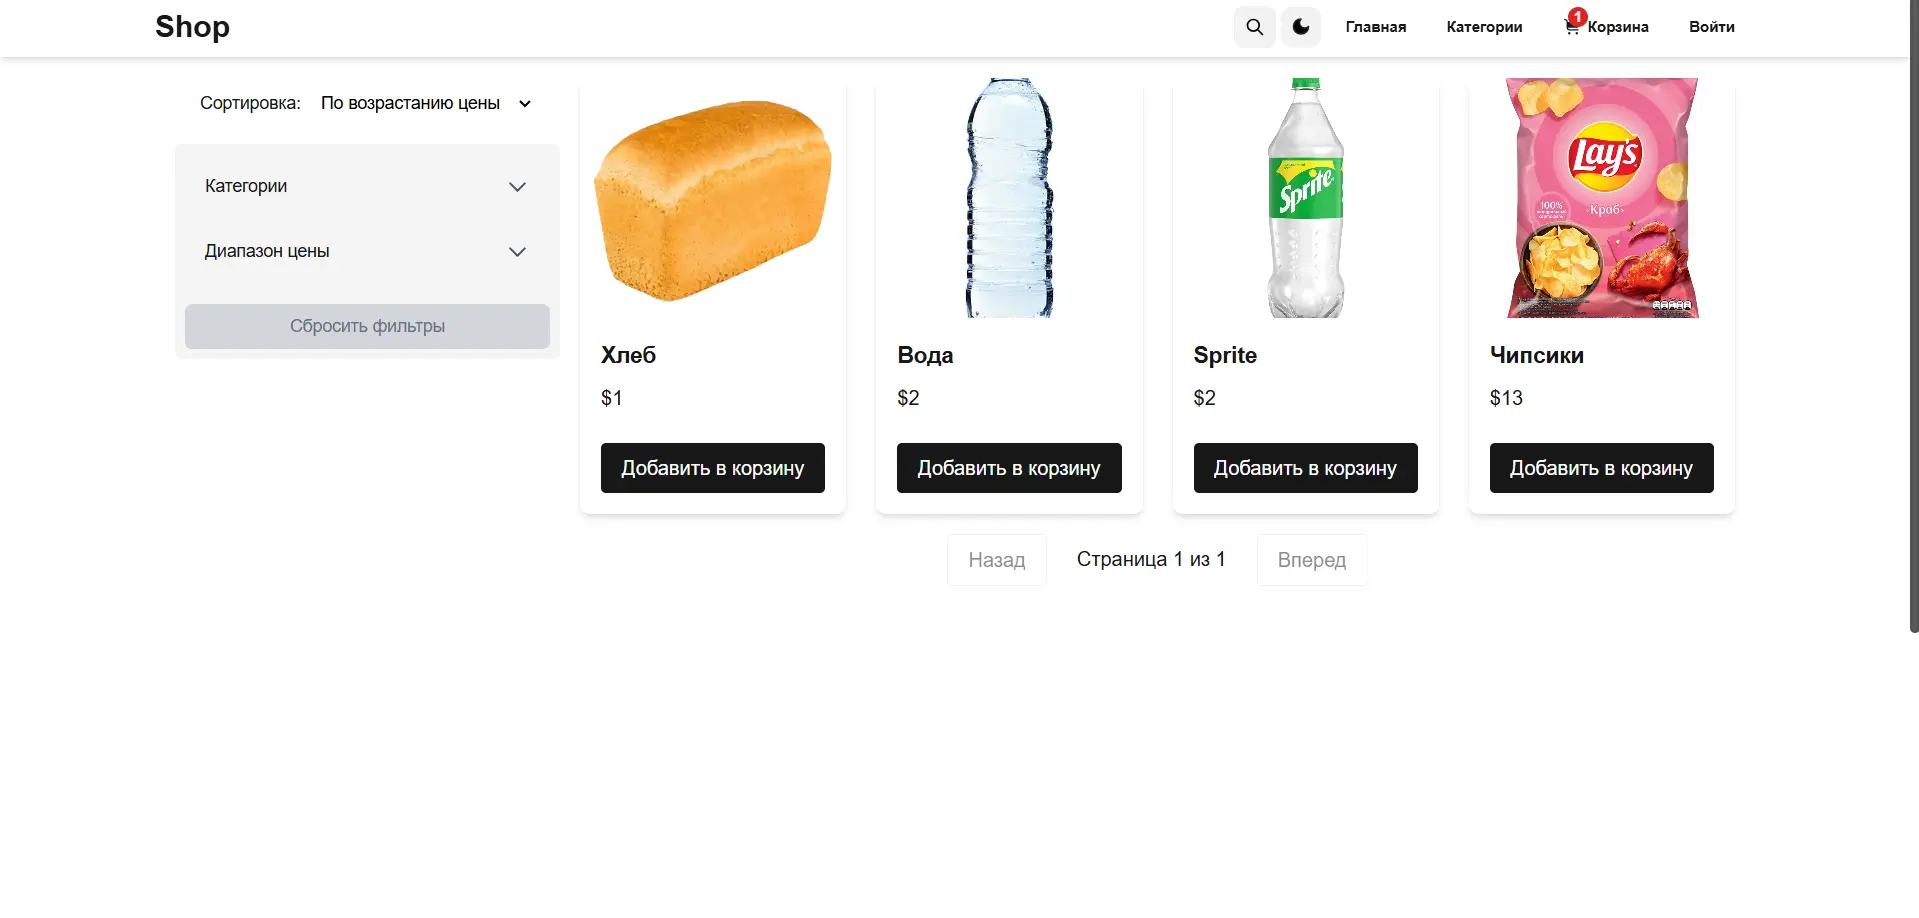 Shop
Главная
Категории
1
Корзина
Войти
Сортировка:
По возрастанию цены
Категории
Диапазон цены
Сбросить фильтры
Sprite
Lay's
100%
Краб
Хлеб
$1
Добавить в корзину
Вода
$2
Добавить в корзину
Sprite
$2
Добавить в корзину
Чипсики
$13
Добавить в корзину
Назад
Страница 1 из 1
Вперед